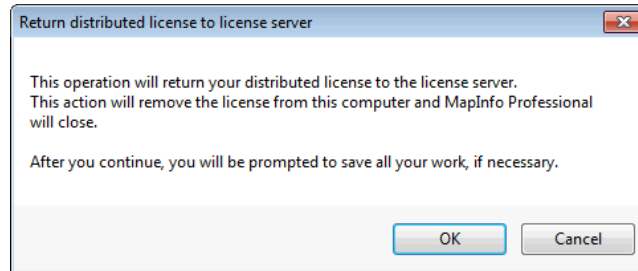 Return distributed license to license server
This operation will return your distributed license to the license server.
This action will remove the license from this computer and MapInfo Professional
will close.
After you continue, you will be prompted to save all your work, if necessary.
OK Cancel